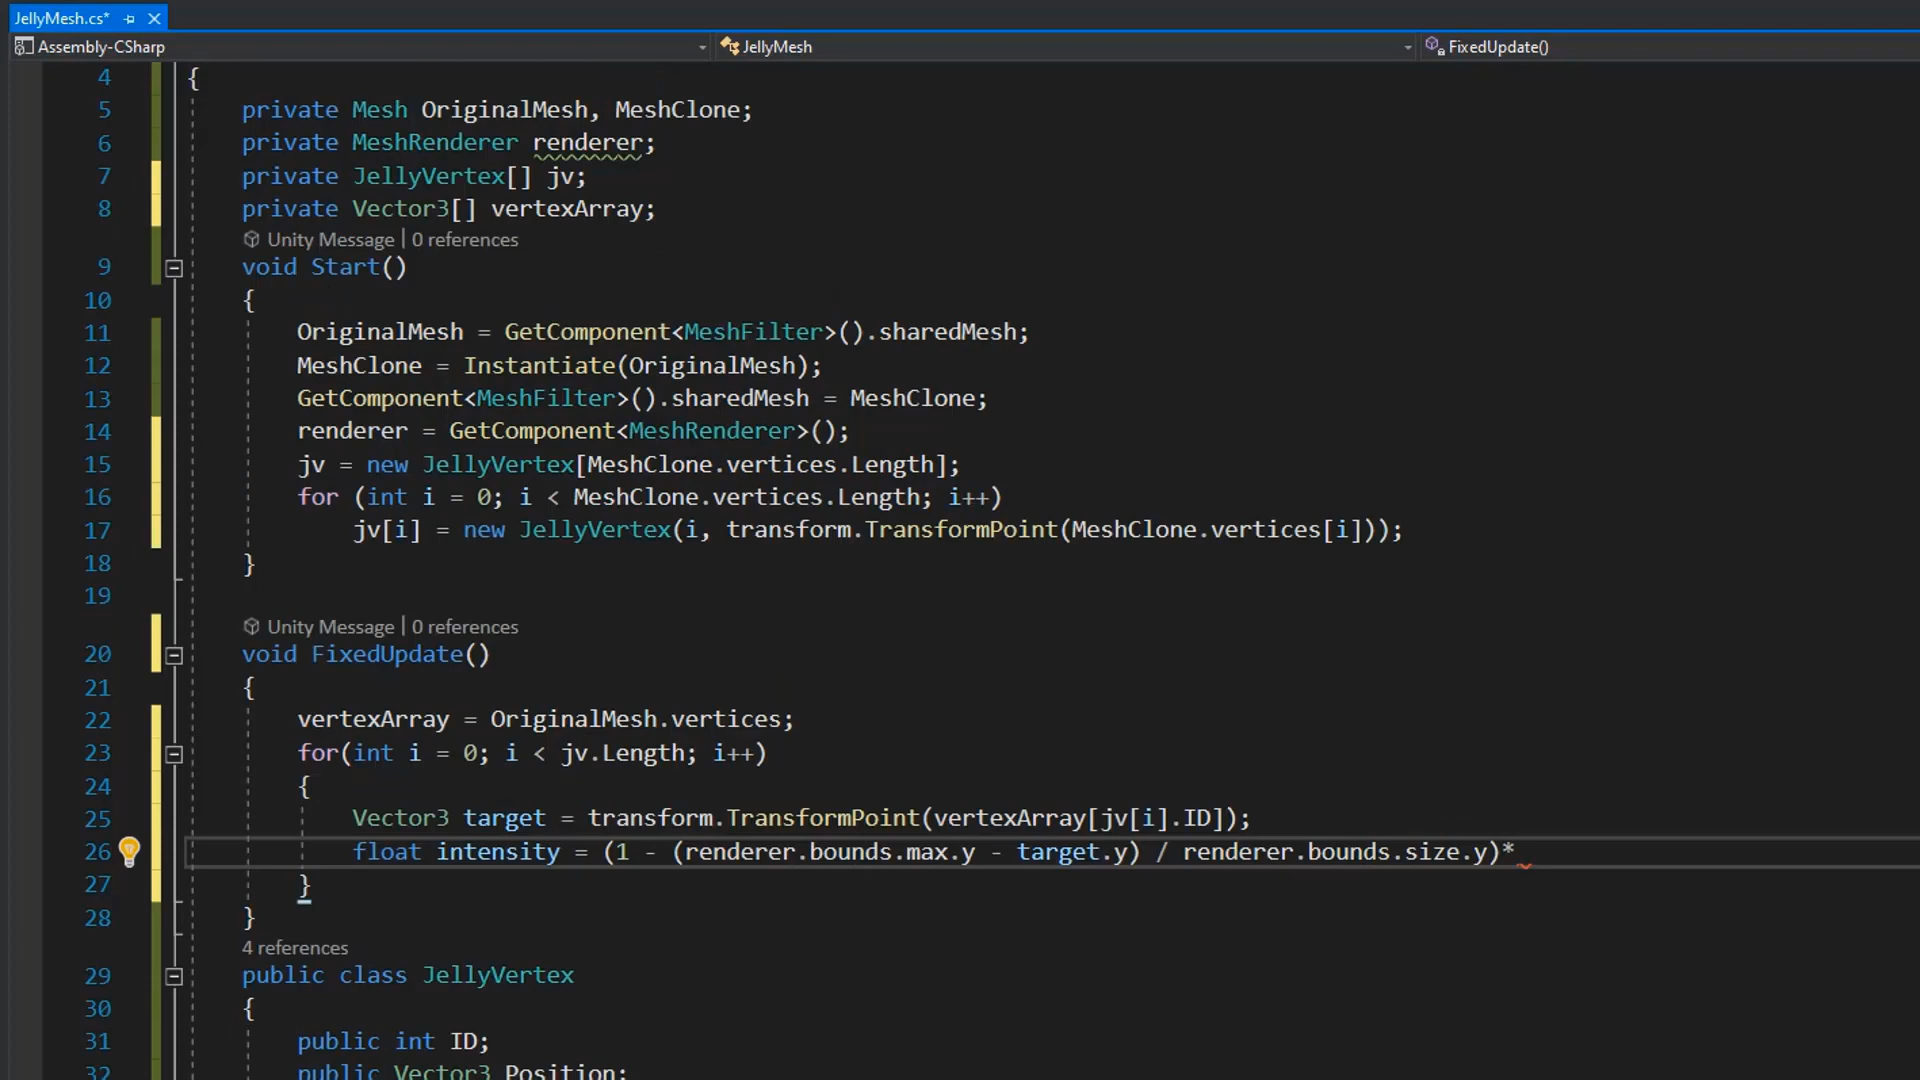 JellyMesh.cs*
Assembly-CSharp JellyMesh FixedUpdate()
4 {
5 private Mesh OriginalMesh, MeshClone;
6 private MeshRenderer renderer;
7 private JellyVertex[] jv;
8 private Vector3[] vertexArray;
Unity Message | 0 references
9 void Start()
10 {
11 OriginalMesh = GetComponent<MeshFilter>().sharedMesh;
12 MeshClone = Instantiate(OriginalMesh);
13 GetComponent<MeshFilter>().sharedMesh = MeshClone;
14 renderer = GetComponent<MeshRenderer>();
15 jv = new JellyVertex[MeshClone.vertices.Length];
16 for (int i = 0; i < MeshClone.vertices.Length; i++)
17 jv[i] = new JellyVertex(i, transform.TransformPoint(MeshClone.vertices[i]));
18 }
19
Unity Message | 0 references
20 void FixedUpdate()
21 {
22 vertexArray = OriginalMesh.vertices;
23 for(int i = 0; i < jv.Length; i++)
24 {
25 Vector3 target = transform.TransformPoint(vertexArray[jv[i].ID]);
26 float intensity = (1 - (renderer.bounds.max.y - target.y) / renderer.bounds.size.y)*
27 }
28 }
4 references
29 public class JellyVertex
30 {
31 public int ID;
32 public Vector3 Position;